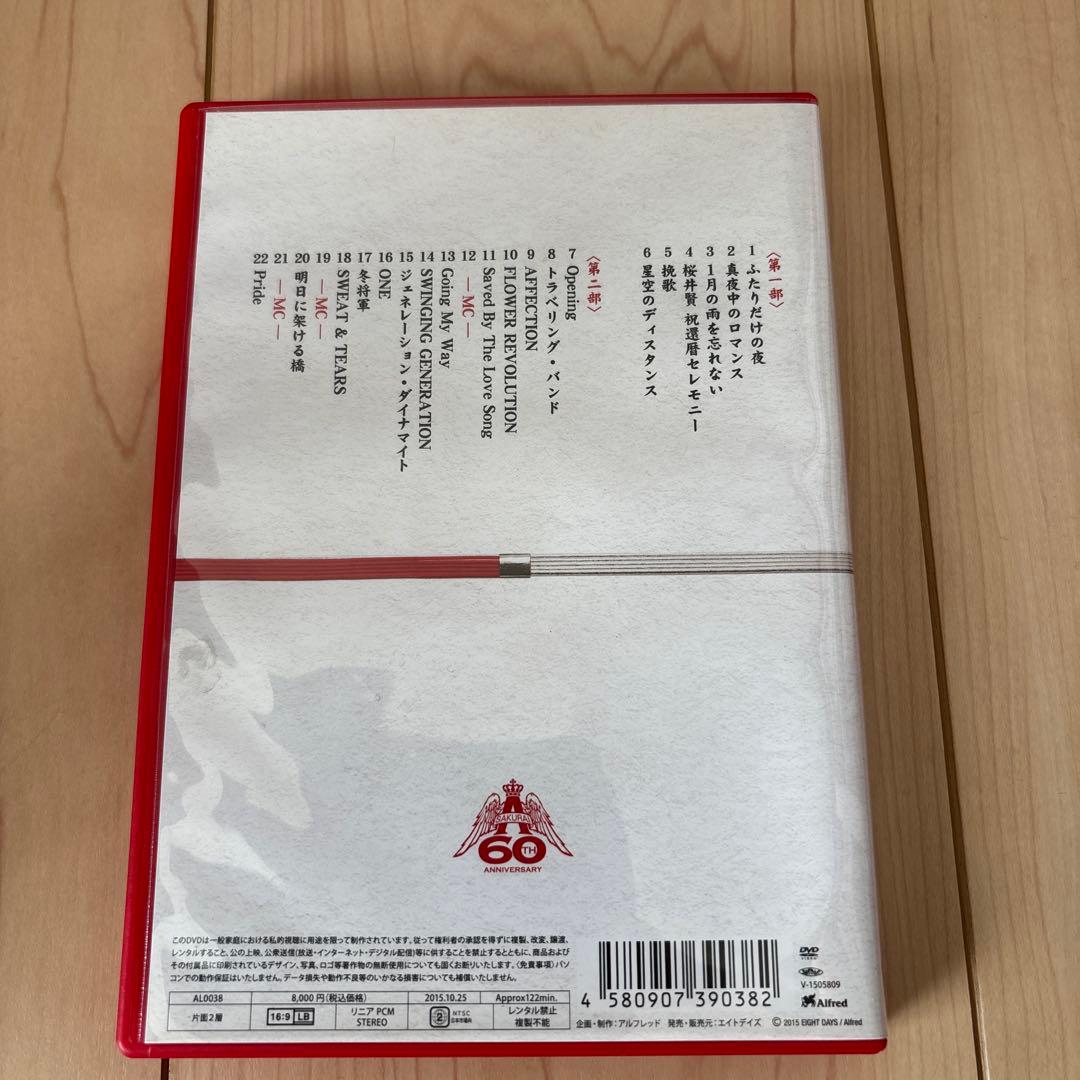 〈第一部〉
1 ふたりだけの夜
2 真夜中のロマンス
3 1月の雨を忘れない
4 桜井賢 祝還暦セレモニー
5 挽歌
6 星空のディスタンス
〈第二部〉
7 Opening
8 トラベリング・バンド
9 AFFECTION
10 FLOWER REVOLUTION
11 Saved By The Love Song
12 ― MC ―
13 Going My Way
14 SWINGING GENERATION
15 ジェネレーション・ダイナマイト
16 ONE
17 冬将軍
18 SWEAT & TEARS
19 ― MC ―
20 明日に架ける橋
21 ― MC ―
22 Pride
A
SAKURAI
60TH
ANNIVERSARY
このDVDは一般家庭における私的視聴に用途を限って制作されています。従って権利者の承認を得ずに複製、改変、譲渡、
レンタルすること、公の上映、公衆送信(放送・インターネット・デジタル配信)等に供することを禁止するとともに、商品および
その付属品に印刷されているデザイン、写真、ロゴ等著作物の無断使用についても固くお断りいたします。〈免責事項〉パソ
コンでの動作保証はいたしません。データ損失や動作不良等のいかなる損害についても補償いたしません。
AL0038 8,000円(税込価格) 2015.10.25 Approx122min.
片面2層 16:9 LB リニアPCM STEREO 2 NTSC 日本市場向 レンタル禁止 複製不能
4 580907 390382
DVD
VIDEO
V-1505809
Alfred
企画・制作：アルフレッド 発売・販売元：エイトデイズ © 2015 EIGHT DAYS / Alfred